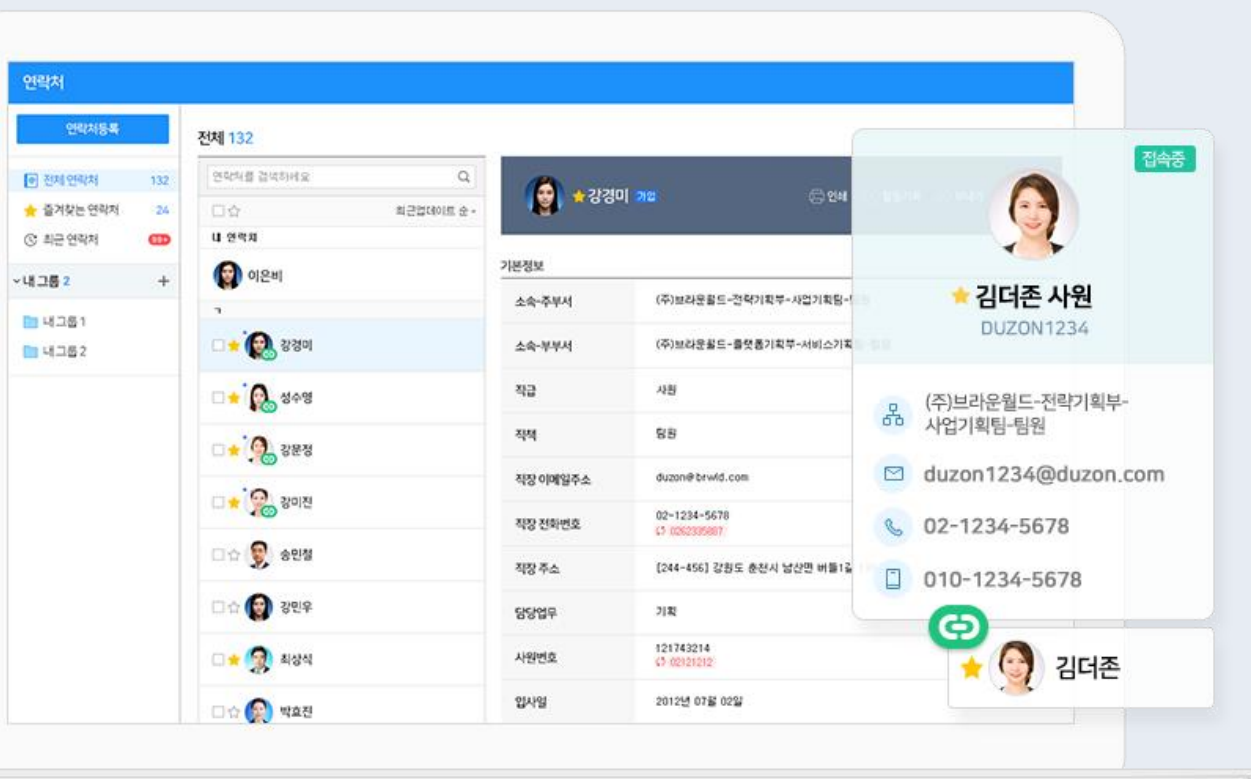 연락처
연락처등록
전체 연락처 132
즐겨찾는 연락처 24
최근 연락처 99+
내 그룹 2 +
내 그룹 1
내 그룹 2
전체 132
연락처를 검색하세요
최근업데이트 순
내 연락처
이은비
ㄱ
강경미
성수영
강문정
강미진
송민철
강민우
최상식
박효진
강경미 가입
인쇄
기본정보
소속-주부서 (주)브라운월드-전략기획부-사업기획팀-팀원
소속-부부서 (주)브라운월드-플랫폼기획부-서비스기획
직급 사원
직책 팀원
직장 이메일주소 duzon@brwld.com
직장 전화번호 02-1234-5678
0262335887
직장 주소 [244-456] 강원도 춘천시 남산면 버들1길
담당업무 기획
사원번호 121743214
02121212
입사일 2012년 07월 02일
접속중
김더존 사원
DUZON1234
(주)브라운월드-전략기획부-
사업기획팀-팀원
duzon1234@duzon.com
02-1234-5678
010-1234-5678
김더존